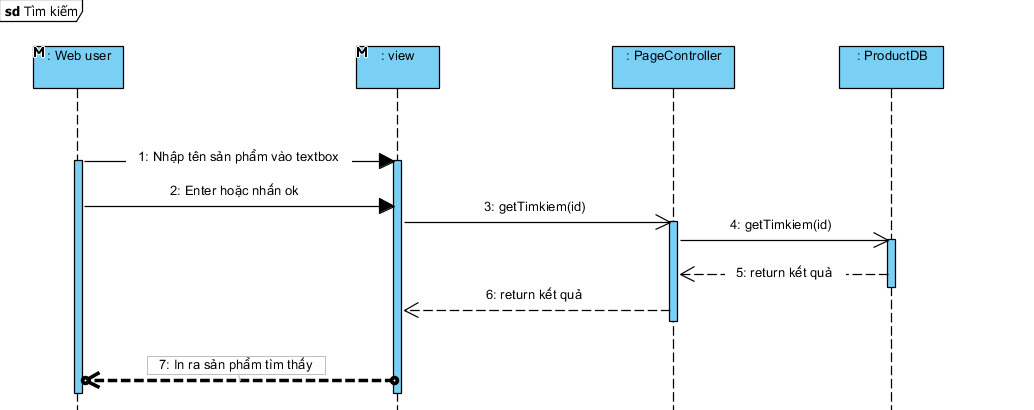 sd Tìm kiếm
M : Web user
M : view
: PageController
: ProductDB
1: Nhập tên sản phẩm vào textbox
2: Enter hoặc nhấn ok
3: getTimkiem(id)
4: getTimkiem(id)
5: return kết quả
6: return kết quả
7: In ra sản phẩm tìm thấy